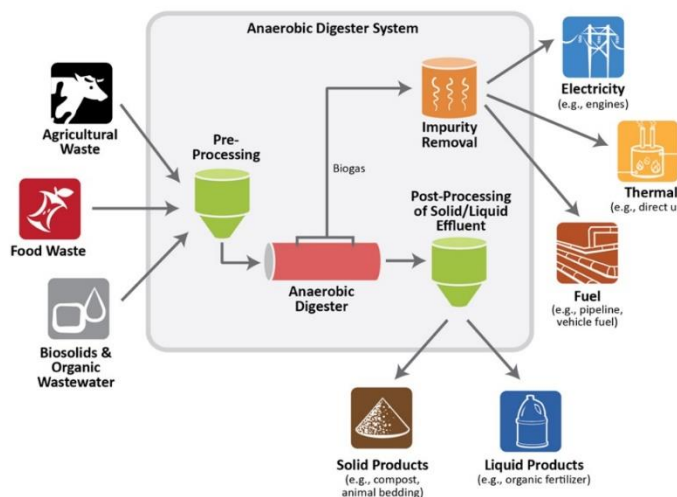 Anaerobic Digester System
Agricultural
Waste
Food Waste
Biosolids &
Organic
Wastewater
Pre-
Processing
Biogas
Anaerobic
Digester
Impurity
Removal
Post-Processing
of Solid/Liquid
Effluent
Electricity
(e.g., engines)
Thermal
(e.g., direct u
Fuel
(e.g., pipeline,
vehicle fuel)
Solid Products
(e.g., compost,
animal bedding)
Liquid Products
(e.g., organic fertilizer)